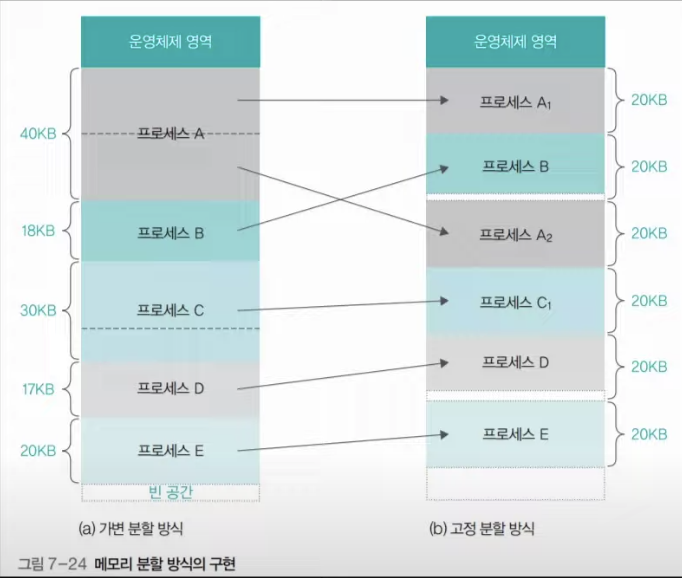 운영체제 영역
40KB
프로세스 A
18KB
프로세스 B
30KB
프로세스 C
17KB
프로세스 D
20KB
프로세스 E
빈 공간
(a) 가변 분할 방식
운영체제 영역
프로세스 A1
20KB
프로세스 B
20KB
프로세스 A2
20KB
프로세스 C1
20KB
프로세스 D
20KB
프로세스 E
20KB
(b) 고정 분할 방식
그림 7-24 메모리 분할 방식의 구현